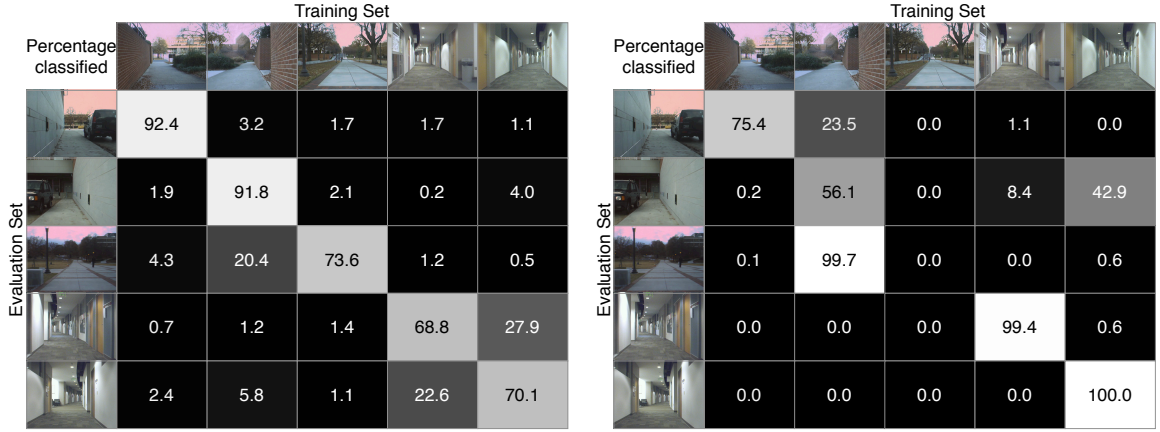 Training Set
Percentage
classified
Evaluation Set
92.4 3.2 1.7 1.7 1.1
1.9 91.8 2.1 0.2 4.0
4.3 20.4 73.6 1.2 0.5
0.7 1.2 1.4 68.8 27.9
2.4 5.8 1.1 22.6 70.1
Training Set
Percentage
classified
Evaluation Set
75.4 23.5 0.0 1.1 0.0
0.2 56.1 0.0 8.4 42.9
0.1 99.7 0.0 0.0 0.6
0.0 0.0 0.0 99.4 0.6
0.0 0.0 0.0 0.0 100.0